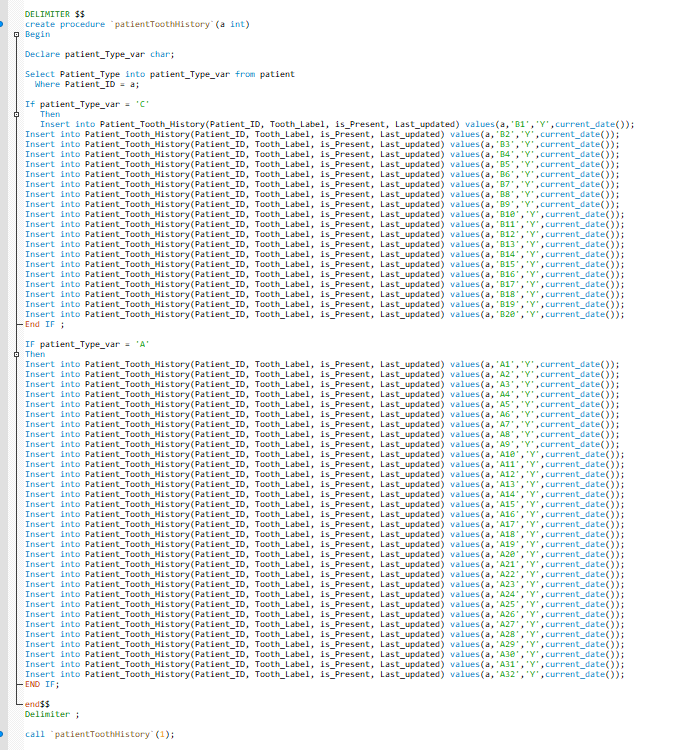 DELIMITER $$
create procedure `patientToothHistory`(a int)
Begin
Declare patient_Type_var char;
Select Patient_Type into patient_Type_var from patient
Where Patient_ID = a;
If patient_Type_var = 'C'
Then
Insert into Patient_Tooth_History(Patient_ID, Tooth_Label, is_Present, Last_updated) values(a,'B1','Y',current_date());
Insert into Patient_Tooth_History(Patient_ID, Tooth_Label, is_Present, Last_updated) values(a,'B2','Y',current_date());
Insert into Patient_Tooth_History(Patient_ID, Tooth_Label, is_Present, Last_updated) values(a,'B3','Y',current_date());
Insert into Patient_Tooth_History(Patient_ID, Tooth_Label, is_Present, Last_updated) values(a,'B4','Y',current_date());
Insert into Patient_Tooth_History(Patient_ID, Tooth_Label, is_Present, Last_updated) values(a,'B5','Y',current_date());
Insert into Patient_Tooth_History(Patient_ID, Tooth_Label, is_Present, Last_updated) values(a,'B6','Y',current_date());
Insert into Patient_Tooth_History(Patient_ID, Tooth_Label, is_Present, Last_updated) values(a,'B7','Y',current_date());
Insert into Patient_Tooth_History(Patient_ID, Tooth_Label, is_Present, Last_updated) values(a,'B8','Y',current_date());
Insert into Patient_Tooth_History(Patient_ID, Tooth_Label, is_Present, Last_updated) values(a,'B9','Y',current_date());
Insert into Patient_Tooth_History(Patient_ID, Tooth_Label, is_Present, Last_updated) values(a,'B10','Y',current_date());
Insert into Patient_Tooth_History(Patient_ID, Tooth_Label, is_Present, Last_updated) values(a,'B11','Y',current_date());
Insert into Patient_Tooth_History(Patient_ID, Tooth_Label, is_Present, Last_updated) values(a,'B12','Y',current_date());
Insert into Patient_Tooth_History(Patient_ID, Tooth_Label, is_Present, Last_updated) values(a,'B13','Y',current_date());
Insert into Patient_Tooth_History(Patient_ID, Tooth_Label, is_Present, Last_updated) values(a,'B14','Y',current_date());
Insert into Patient_Tooth_History(Patient_ID, Tooth_Label, is_Present, Last_updated) values(a,'B15','Y',current_date());
Insert into Patient_Tooth_History(Patient_ID, Tooth_Label, is_Present, Last_updated) values(a,'B16','Y',current_date());
Insert into Patient_Tooth_History(Patient_ID, Tooth_Label, is_Present, Last_updated) values(a,'B17','Y',current_date());
Insert into Patient_Tooth_History(Patient_ID, Tooth_Label, is_Present, Last_updated) values(a,'B18','Y',current_date());
Insert into Patient_Tooth_History(Patient_ID, Tooth_Label, is_Present, Last_updated) values(a,'B19','Y',current_date());
Insert into Patient_Tooth_History(Patient_ID, Tooth_Label, is_Present, Last_updated) values(a,'B20','Y',current_date());
End IF ;
IF patient_Type_var = 'A'
Then
Insert into Patient_Tooth_History(Patient_ID, Tooth_Label, is_Present, Last_updated) values(a,'A1','Y',current_date());
Insert into Patient_Tooth_History(Patient_ID, Tooth_Label, is_Present, Last_updated) values(a,'A2','Y',current_date());
Insert into Patient_Tooth_History(Patient_ID, Tooth_Label, is_Present, Last_updated) values(a,'A3','Y',current_date());
Insert into Patient_Tooth_History(Patient_ID, Tooth_Label, is_Present, Last_updated) values(a,'A4','Y',current_date());
Insert into Patient_Tooth_History(Patient_ID, Tooth_Label, is_Present, Last_updated) values(a,'A5','Y',current_date());
Insert into Patient_Tooth_History(Patient_ID, Tooth_Label, is_Present, Last_updated) values(a,'A6','Y',current_date());
Insert into Patient_Tooth_History(Patient_ID, Tooth_Label, is_Present, Last_updated) values(a,'A7','Y',current_date());
Insert into Patient_Tooth_History(Patient_ID, Tooth_Label, is_Present, Last_updated) values(a,'A8','Y',current_date());
Insert into Patient_Tooth_History(Patient_ID, Tooth_Label, is_Present, Last_updated) values(a,'A9','Y',current_date());
Insert into Patient_Tooth_History(Patient_ID, Tooth_Label, is_Present, Last_updated) values(a,'A10','Y',current_date());
Insert into Patient_Tooth_History(Patient_ID, Tooth_Label, is_Present, Last_updated) values(a,'A11','Y',current_date());
Insert into Patient_Tooth_History(Patient_ID, Tooth_Label, is_Present, Last_updated) values(a,'A12','Y',current_date());
Insert into Patient_Tooth_History(Patient_ID, Tooth_Label, is_Present, Last_updated) values(a,'A13','Y',current_date());
Insert into Patient_Tooth_History(Patient_ID, Tooth_Label, is_Present, Last_updated) values(a,'A14','Y',current_date());
Insert into Patient_Tooth_History(Patient_ID, Tooth_Label, is_Present, Last_updated) values(a,'A15','Y',current_date());
Insert into Patient_Tooth_History(Patient_ID, Tooth_Label, is_Present, Last_updated) values(a,'A16','Y',current_date());
Insert into Patient_Tooth_History(Patient_ID, Tooth_Label, is_Present, Last_updated) values(a,'A17','Y',current_date());
Insert into Patient_Tooth_History(Patient_ID, Tooth_Label, is_Present, Last_updated) values(a,'A18','Y',current_date());
Insert into Patient_Tooth_History(Patient_ID, Tooth_Label, is_Present, Last_updated) values(a,'A19','Y',current_date());
Insert into Patient_Tooth_History(Patient_ID, Tooth_Label, is_Present, Last_updated) values(a,'A20','Y',current_date());
Insert into Patient_Tooth_History(Patient_ID, Tooth_Label, is_Present, Last_updated) values(a,'A21','Y',current_date());
Insert into Patient_Tooth_History(Patient_ID, Tooth_Label, is_Present, Last_updated) values(a,'A22','Y',current_date());
Insert into Patient_Tooth_History(Patient_ID, Tooth_Label, is_Present, Last_updated) values(a,'A23','Y',current_date());
Insert into Patient_Tooth_History(Patient_ID, Tooth_Label, is_Present, Last_updated) values(a,'A24','Y',current_date());
Insert into Patient_Tooth_History(Patient_ID, Tooth_Label, is_Present, Last_updated) values(a,'A25','Y',current_date());
Insert into Patient_Tooth_History(Patient_ID, Tooth_Label, is_Present, Last_updated) values(a,'A26','Y',current_date());
Insert into Patient_Tooth_History(Patient_ID, Tooth_Label, is_Present, Last_updated) values(a,'A27','Y',current_date());
Insert into Patient_Tooth_History(Patient_ID, Tooth_Label, is_Present, Last_updated) values(a,'A28','Y',current_date());
Insert into Patient_Tooth_History(Patient_ID, Tooth_Label, is_Present, Last_updated) values(a,'A29','Y',current_date());
Insert into Patient_Tooth_History(Patient_ID, Tooth_Label, is_Present, Last_updated) values(a,'A30','Y',current_date());
Insert into Patient_Tooth_History(Patient_ID, Tooth_Label, is_Present, Last_updated) values(a,'A31','Y',current_date());
Insert into Patient_Tooth_History(Patient_ID, Tooth_Label, is_Present, Last_updated) values(a,'A32','Y',current_date());
END IF;
end$$
Delimiter ;
call `patientToothHistory`(1);